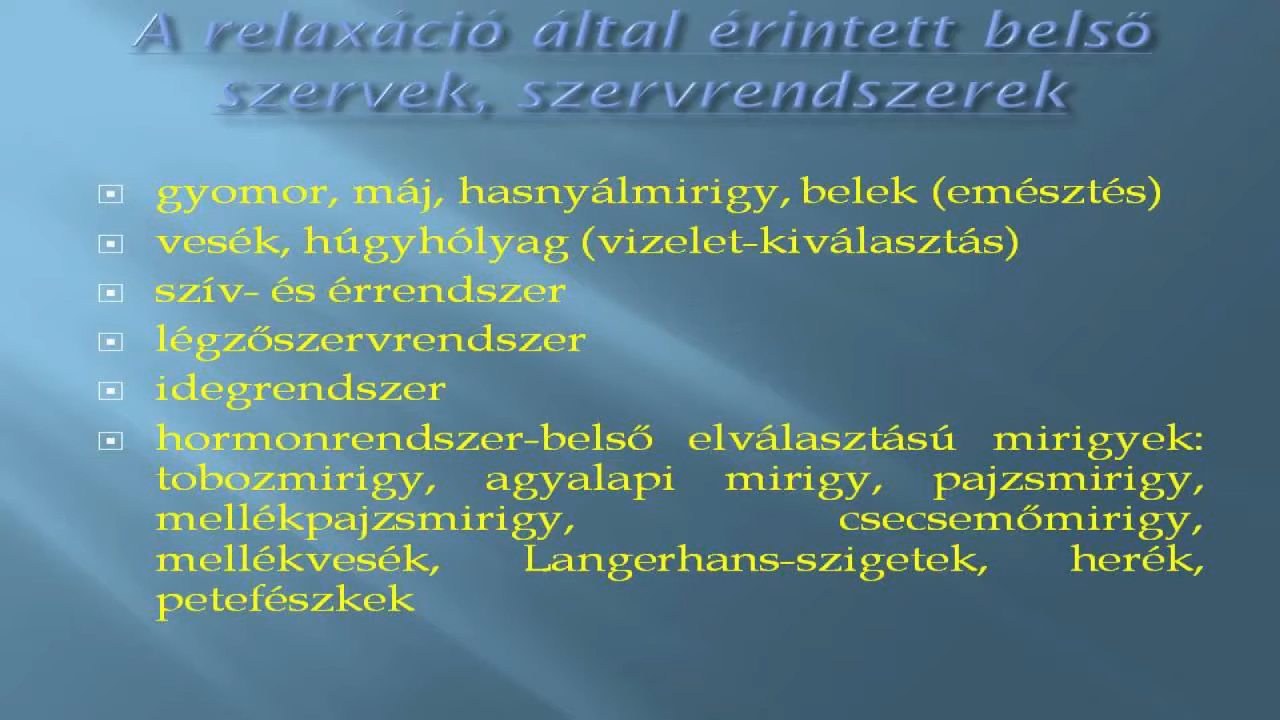 A relaxáció által érintett belső
szervek, szervrendszerek
gyomor, máj, hasnyálmirigy, belek (emésztés)
vesék, húgyhólyag (vizelet-kiválasztás)
szív- és érrendszer
légzőszervrendszer
idegrendszer
hormonrendszer-belső elválasztású mirigyek:
tobozmirigy, agyalapi mirigy, pajzsmirigy,
mellékpajzsmirigy, csecsemőmirigy,
mellékvesék, Langerhans-szigetek, herék,
petefészkek